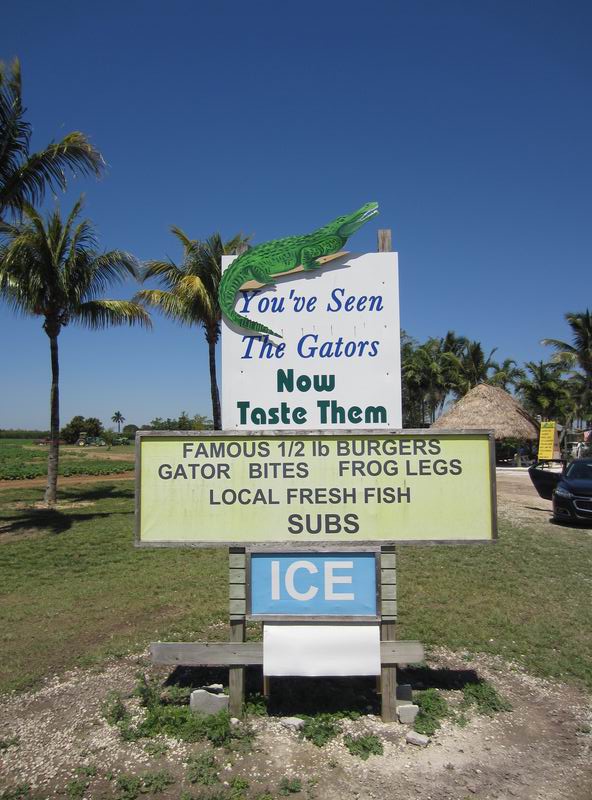 You've Seen
The Gators
Now
Taste Them
FAMOUS 1/2 lb BURGERS
GATOR BITES FROG LEGS
LOCAL FRESH FISH
SUBS
ICE